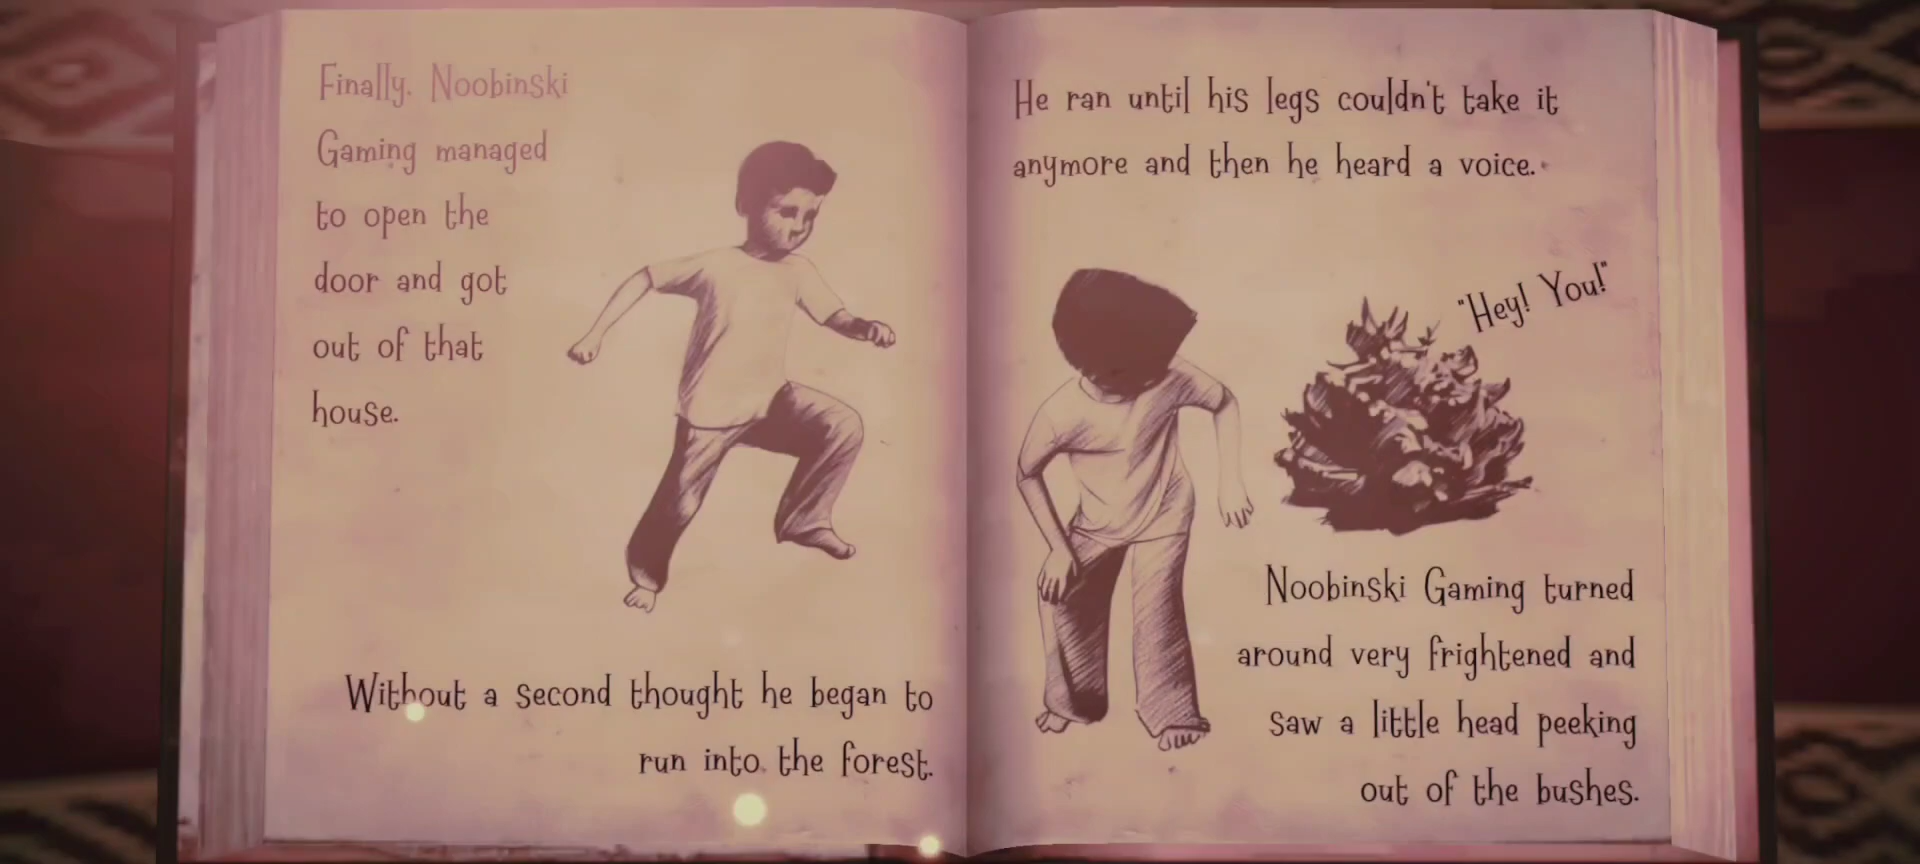 Finally, Noobinski
Gaming managed
to open the
door and got
out of that
house.
Without a second thought he began to
run into the forest.
He ran until his legs couldn't take it
anymore and then he heard a voice.
"Hey! You!"
Noobinski Gaming turned
around very frightened and
saw a little head peeking
out of the bushes.